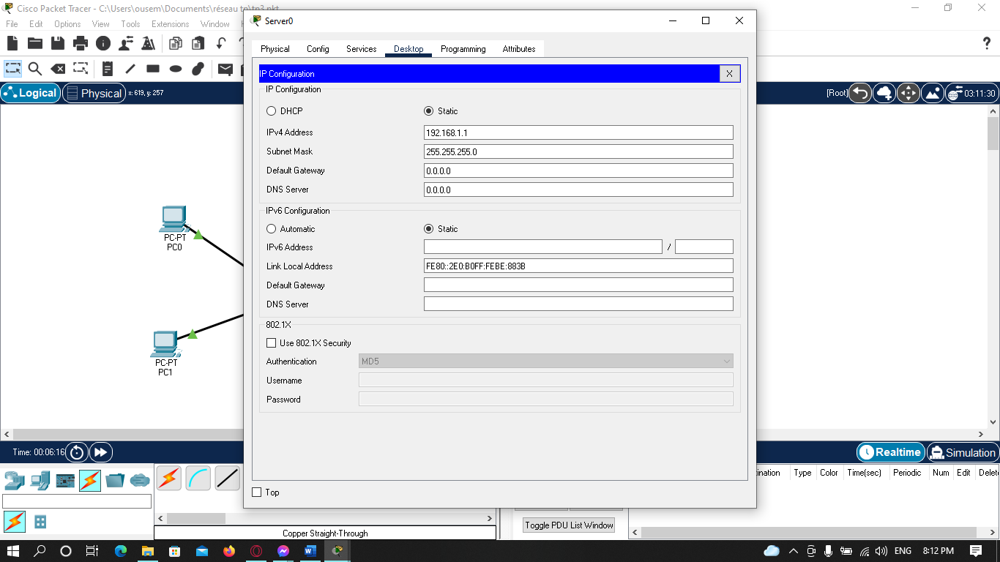 Cisco Packet Tracer - C:\Users\ousem\Documents\réseau tp\tp3.pkt
File Edit Options View Tools Extensions Window
Server0
Physical Config Services Desktop Programming Attributes
? 
Logical Physical x: 619, y: 257
[Root] 03:11:30
IP Configuration X
IP Configuration
DHCP Static
IPv4 Address 192.168.1.1
Subnet Mask 255.255.255.0
Default Gateway 0.0.0.0
DNS Server 0.0.0.0
IPv6 Configuration
Automatic Static
IPv6 Address /
Link Local Address FE80::2E0:B0FF:FEBE:883B
Default Gateway
DNS Server
802.1X
Use 802.1X Security
Authentication MD5
Username
Password
Top
PC-PT
PC0
PC-PT
PC1
Time: 00:06:16
Realtime Simulation
Type Color Time(sec) Periodic Num Edit
Toggle PDU List Window
Copper Straight-Through
ENG 8:12 PM